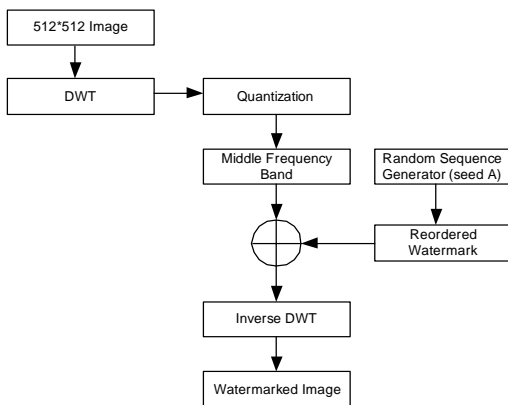 512*512 Image
DWT
Quantization
Middle Frequency
Band
Random Sequence
Generator (seed A)
Reordered
Watermark
Inverse DWT
Watermarked Image